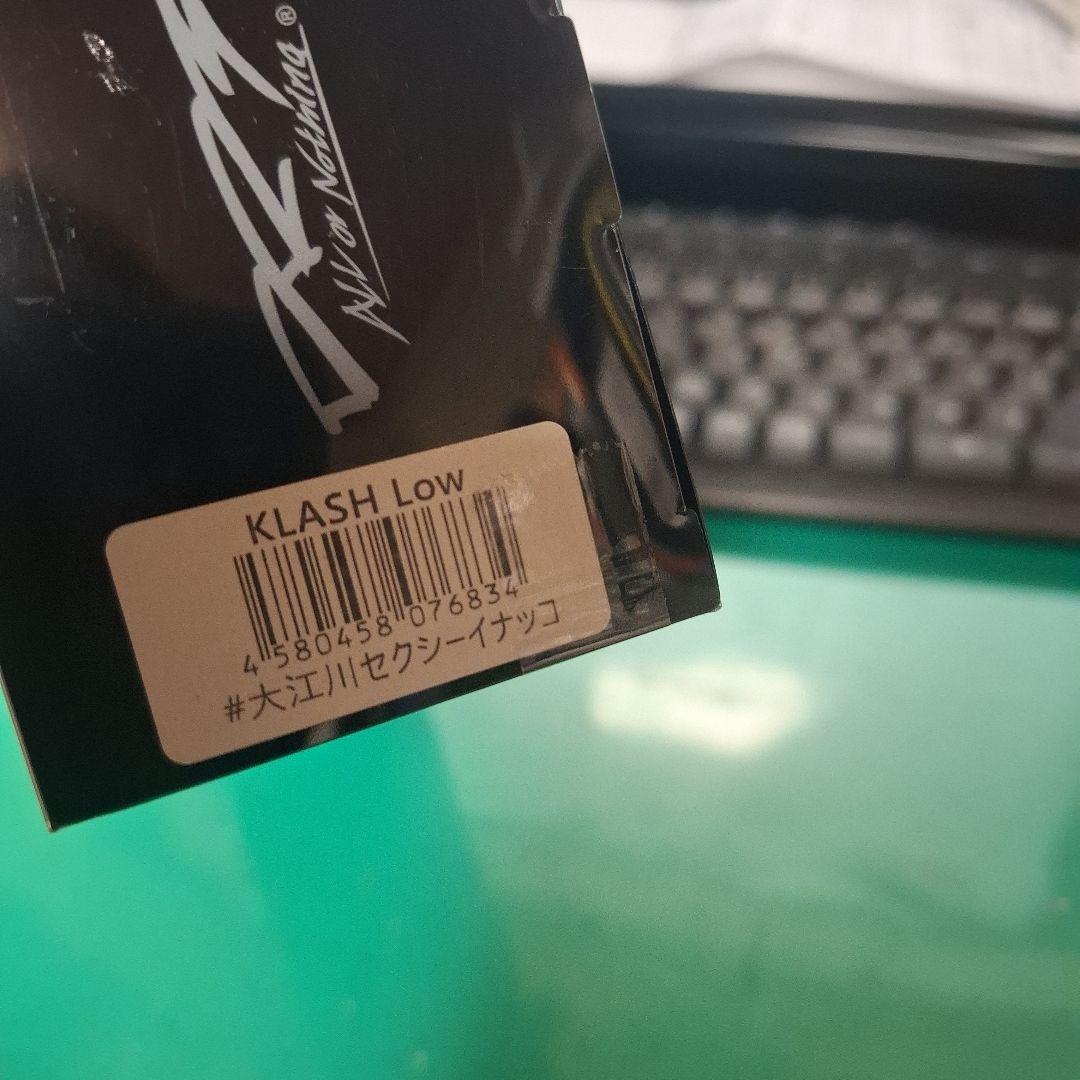 All or Nothing®
KLASH Low
4 580458 076834
#大江川セクシーイナッコ